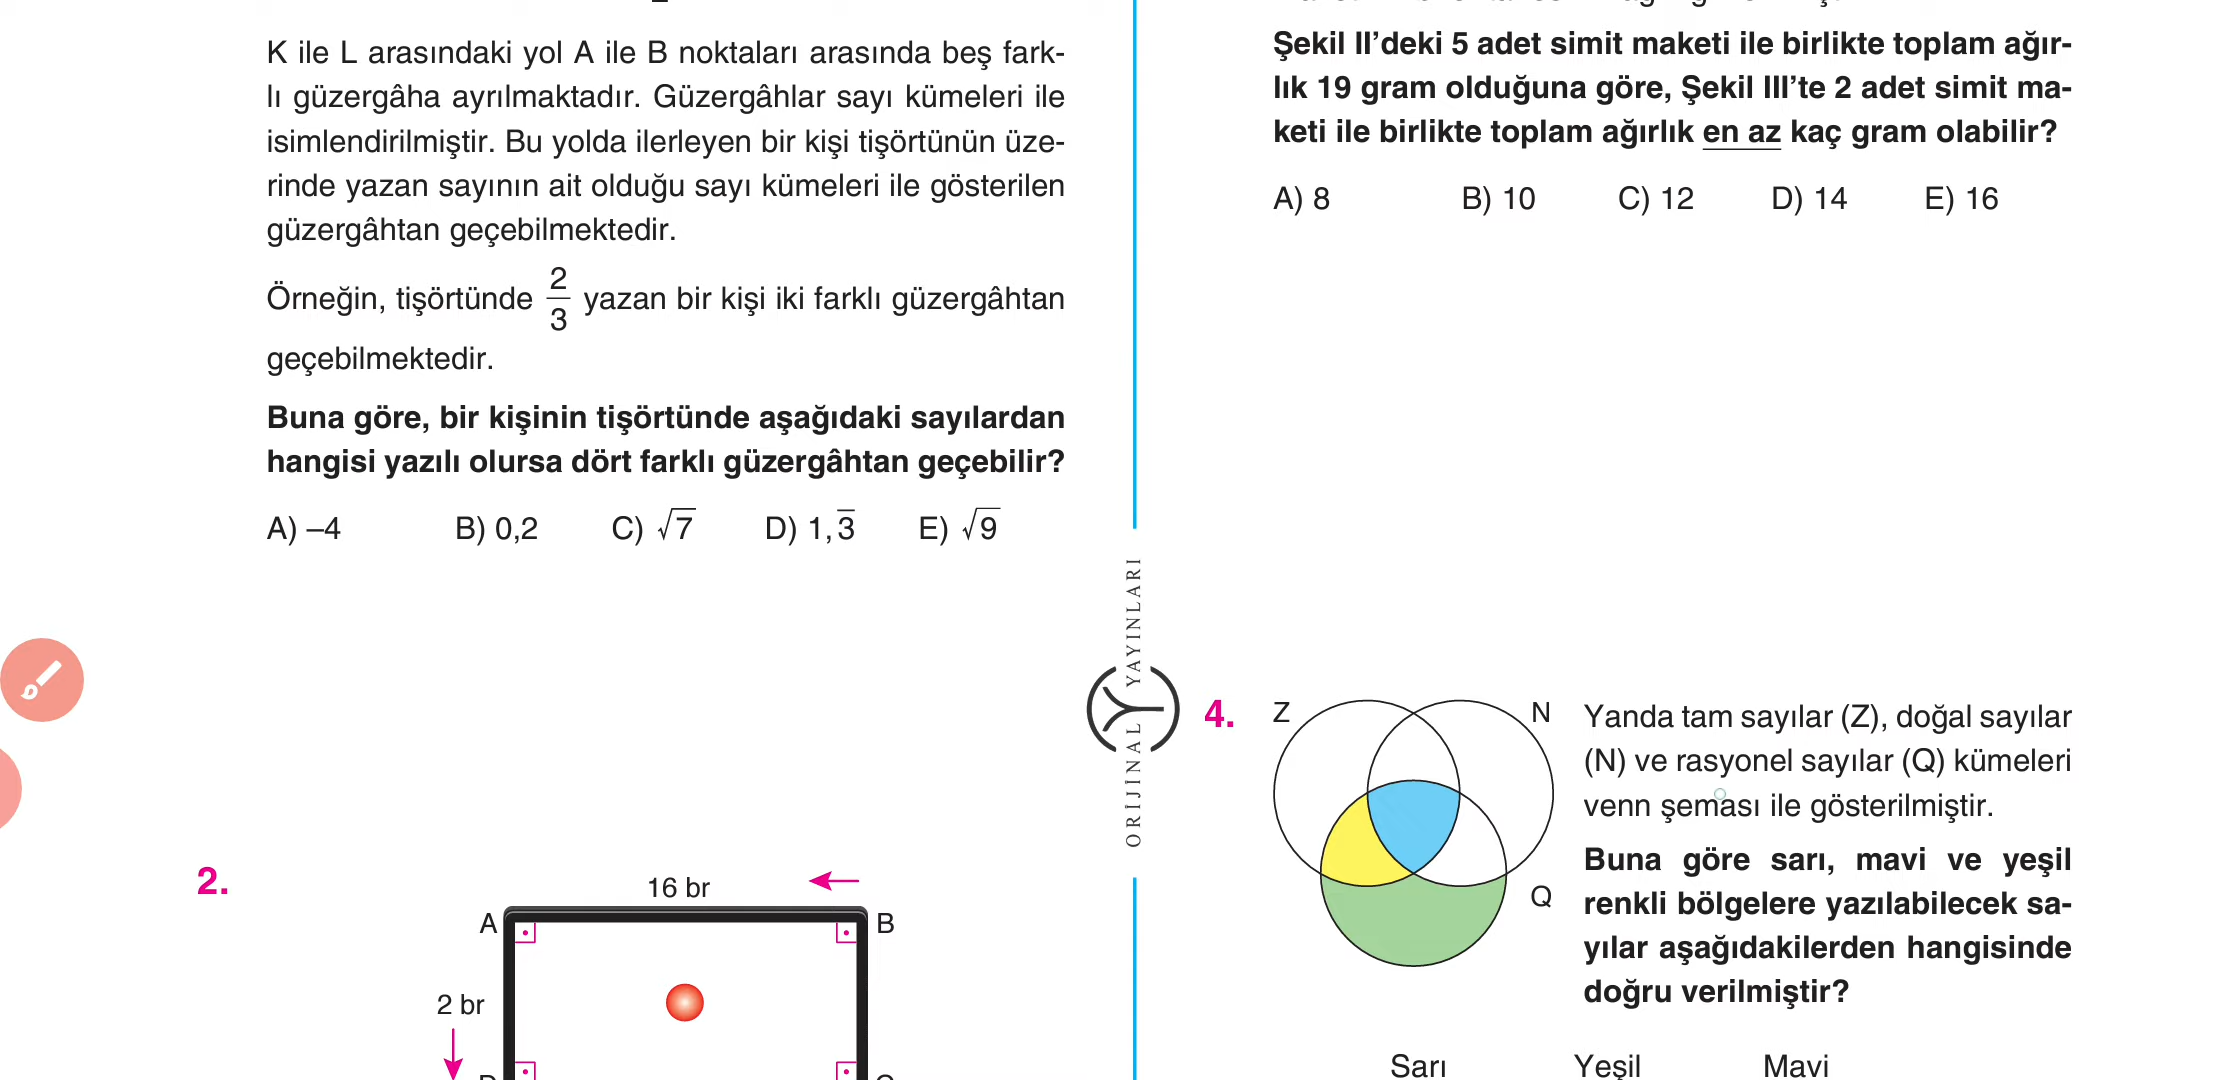 K ile L arasındaki yol A ile B noktaları arasında beş fark-
lı güzergâha ayrılmaktadır. Güzergâhlar sayı kümeleri ile
isimlendirilmiştir. Bu yolda ilerleyen bir kişi tişörtünün üze-
rinde yazan sayının ait olduğu sayı kümeleri ile gösterilen
güzergâhtan geçebilmektedir.
Örneğin, tişörtünde 2/3 yazan bir kişi iki farklı güzergâhtan
geçebilmektedir.
Buna göre, bir kişinin tişörtünde aşağıdaki sayılardan
hangisi yazılı olursa dört farklı güzergâhtan geçebilir?
A) –4 B) 0,2 C) √7 D) 1,3̅ E) √9
2.
16 br
A B
2 br
ORİJİNAL YAYINLARI
Şekil II’deki 5 adet simit maketi ile birlikte toplam ağır-
lık 19 gram olduğuna göre, Şekil III’te 2 adet simit ma-
keti ile birlikte toplam ağırlık en az kaç gram olabilir?
A) 8 B) 10 C) 12 D) 14 E) 16
4.
Z N
Q
Yanda tam sayılar (Z), doğal sayılar
(N) ve rasyonel sayılar (Q) kümeleri
venn şeması ile gösterilmiştir.
Buna göre sarı, mavi ve yeşil
renkli bölgelere yazılabilecek sa-
yılar aşağıdakilerden hangisinde
doğru verilmiştir?
Sarı Yeşil Mavi